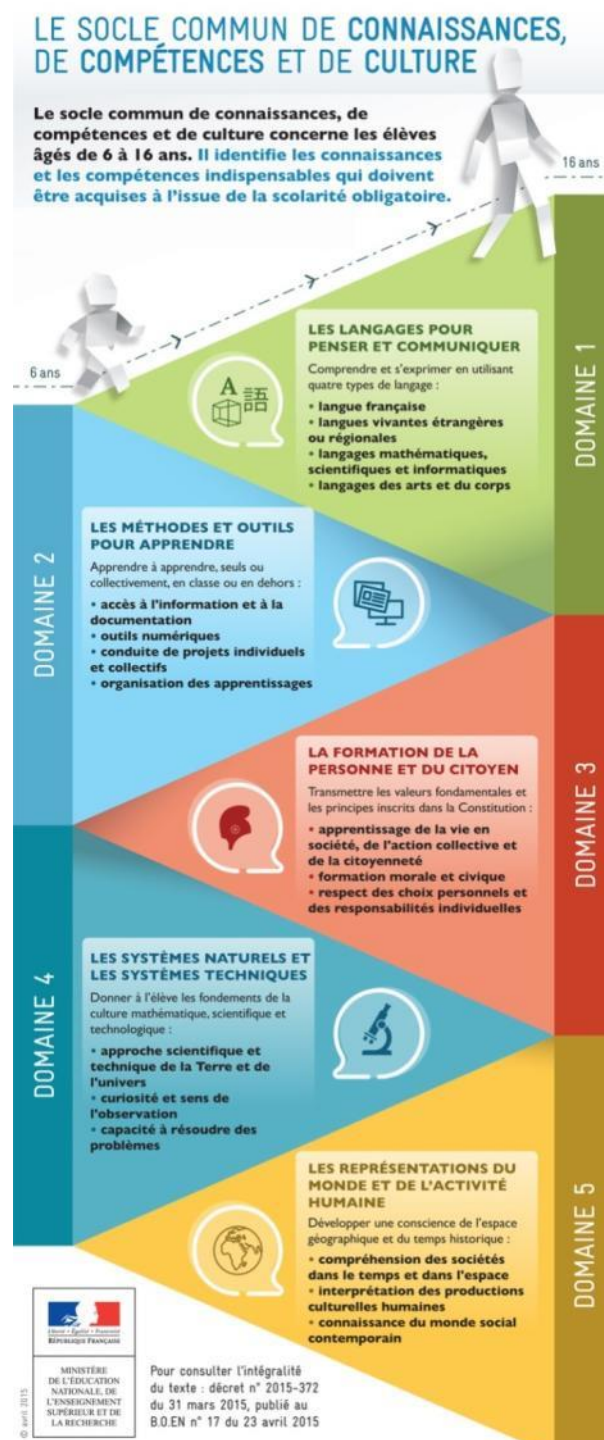 LE SOCLE COMMUN DE CONNAISSANCES,
DE COMPÉTENCES ET DE CULTURE
Le socle commun de connaissances, de
compétences et de culture concerne les élèves
âgés de 6 à 16 ans. Il identifie les connaissances
et les compétences indispensables qui doivent
être acquises à l'issue de la scolarité obligatoire.
16 ans
6 ans
DOMAINE 1
LES LANGAGES POUR
PENSER ET COMMUNIQUER
Comprendre et s'exprimer en utilisant
quatre types de langage :
• langue française
• langues vivantes étrangères
ou régionales
• langages mathématiques,
scientifiques et informatiques
• langages des arts et du corps
A 語
DOMAINE 2
LES MÉTHODES ET OUTILS
POUR APPRENDRE
Apprendre à apprendre, seuls ou
collectivement, en classe ou en dehors :
• accès à l'information et à la
documentation
• outils numériques
• conduite de projets individuels
et collectifs
• organisation des apprentissages
DOMAINE 3
LA FORMATION DE LA
PERSONNE ET DU CITOYEN
Transmettre les valeurs fondamentales et
les principes inscrits dans la Constitution :
• apprentissage de la vie en
société, de l'action collective et
de la citoyenneté
• formation morale et civique
• respect des choix personnels et
des responsabilités individuelles
DOMAINE 4
LES SYSTÈMES NATURELS ET
LES SYSTÈMES TECHNIQUES
Donner à l'élève les fondements de la
culture mathématique, scientifique et
technologique :
• approche scientifique et
technique de la Terre et de
l'univers
• curiosité et sens de
l'observation
• capacité à résoudre des
problèmes
DOMAINE 5
LES REPRÉSENTATIONS DU
MONDE ET DE L'ACTIVITÉ
HUMAINE
Développer une conscience de l'espace
géographique et du temps historique :
• compréhension des sociétés
dans le temps et dans l'espace
• interprétation des productions
culturelles humaines
• connaissance du monde social
contemporain
Liberté • Égalité • Fraternité
RÉPUBLIQUE FRANÇAISE
MINISTÈRE
DE L'ÉDUCATION
NATIONALE, DE
L'ENSEIGNEMENT
SUPÉRIEUR ET DE
LA RECHERCHE
© avril 2015
Pour consulter l'intégralité
du texte : décret n° 2015-372
du 31 mars 2015, publié au
B.O.EN n° 17 du 23 avril 2015